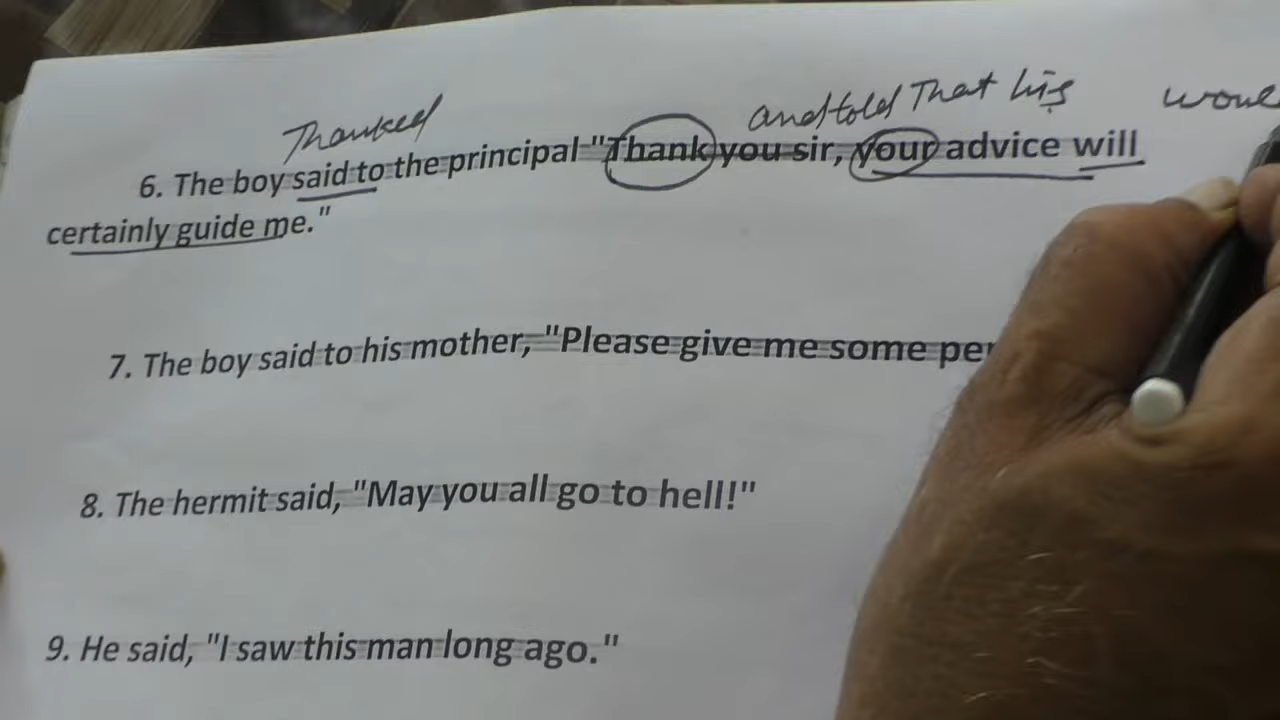 Thanked and told That his woul
6. The boy said to the principal "Thank you sir, your advice will
certainly guide me."
7. The boy said to his mother, "Please give me some pe
8. The hermit said, "May you all go to hell!"
9. He said, "I saw this man long ago."